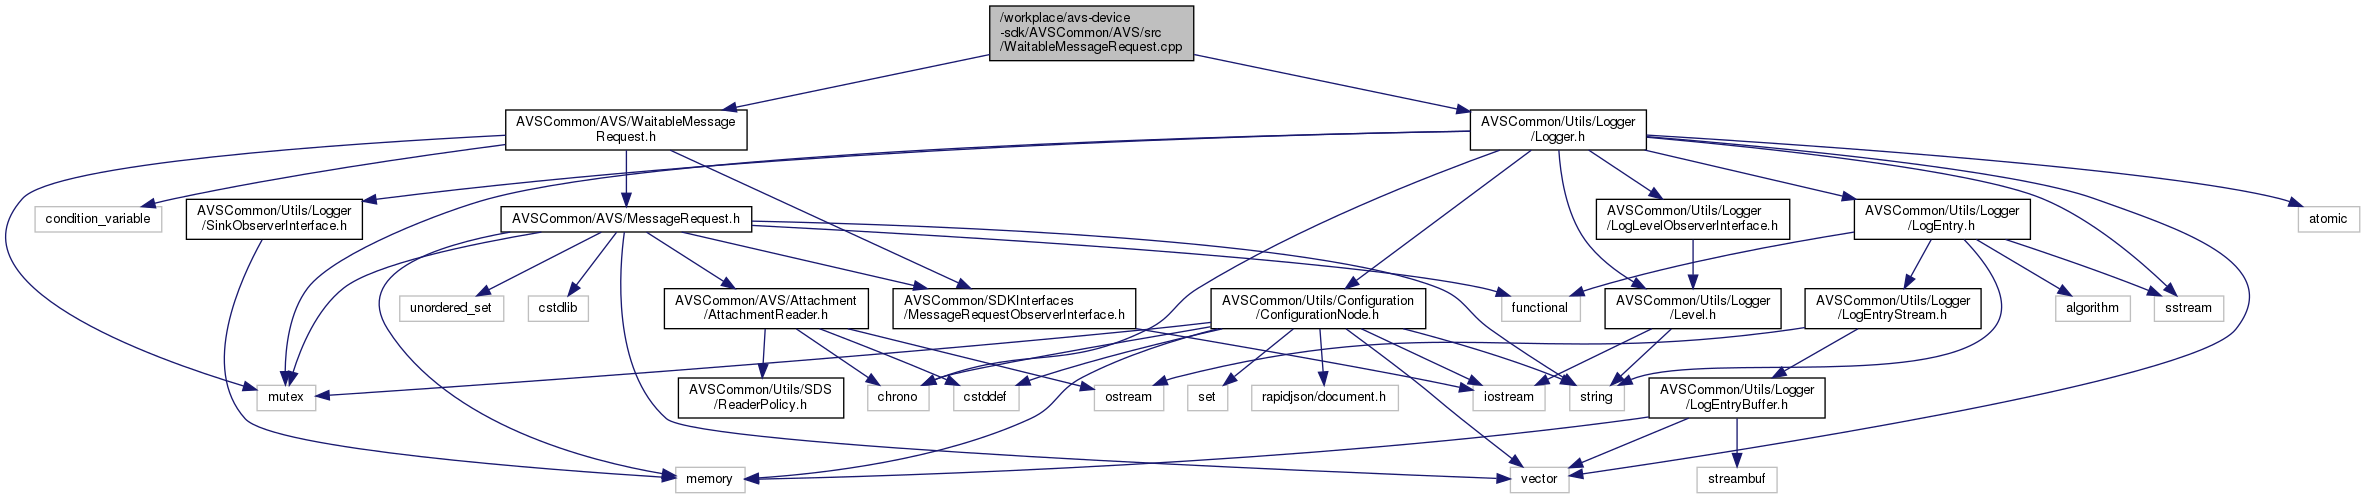 /workplace/avs-device
-sdk/AVSCommon/AVS/src
/WaitableMessageRequest.cpp
AVSCommon/AVS/WaitableMessage
Request.h
AVSCommon/Utils/Logger
/Logger.h
condition_variable
AVSCommon/Utils/Logger
/SinkObserverInterface.h
AVSCommon/AVS/MessageRequest.h
AVSCommon/Utils/Logger
/LogLevelObserverInterface.h
AVSCommon/Utils/Logger
/LogEntry.h
atomic
unordered_set
cstdlib
AVSCommon/AVS/Attachment
/AttachmentReader.h
AVSCommon/SDKInterfaces
/MessageRequestObserverInterface.h
AVSCommon/Utils/Configuration
/ConfigurationNode.h
functional
AVSCommon/Utils/Logger
/Level.h
AVSCommon/Utils/Logger
/LogEntryStream.h
algorithm
sstream
mutex
AVSCommon/Utils/SDS
/ReaderPolicy.h
chrono
cstddef
ostream
set
rapidjson/document.h
iostream
string
AVSCommon/Utils/Logger
/LogEntryBuffer.h
memory
vector
streambuf